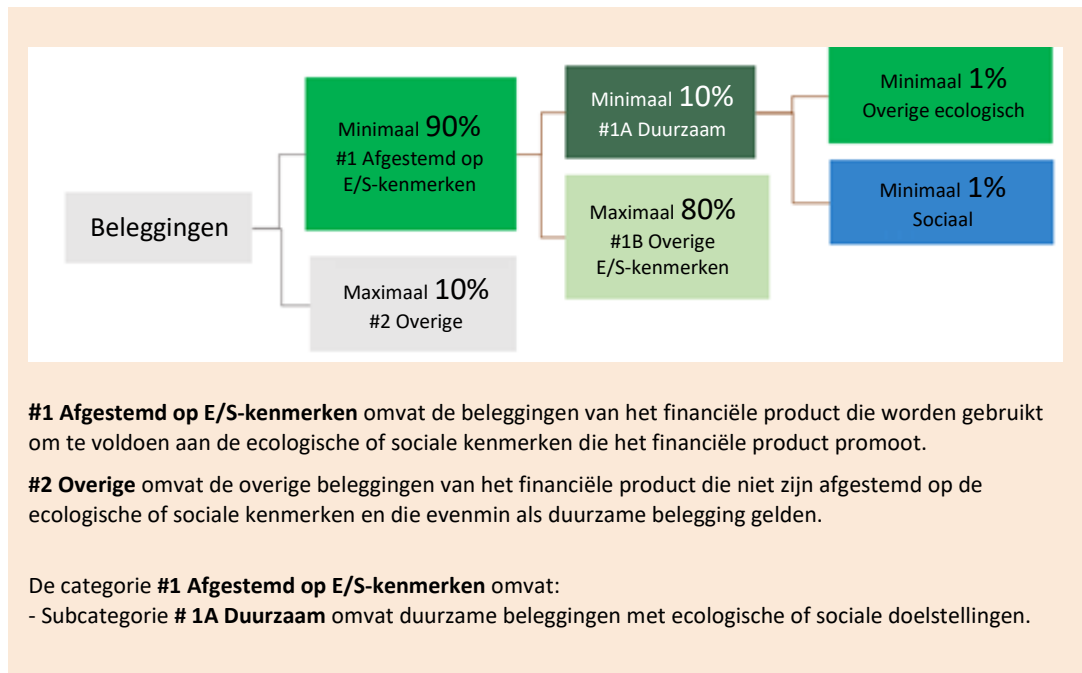 Beleggingen
Minimaal 90%
#1 Afgestemd op
E/S-kenmerken
Maximaal 10%
#2 Overige
Minimaal 10%
#1A Duurzaam
Maximaal 80%
#1B Overige
E/S-kenmerken
Minimaal 1%
Overige ecologisch
Minimaal 1%
Sociaal
#1 Afgestemd op E/S-kenmerken omvat de beleggingen van het financiële product die worden gebruikt
om te voldoen aan de ecologische of sociale kenmerken die het financiële product promoot.
#2 Overige omvat de overige beleggingen van het financiële product die niet zijn afgestemd op de
ecologische of sociale kenmerken en die evenmin als duurzame belegging gelden.
De categorie #1 Afgestemd op E/S-kenmerken omvat:
- Subcategorie # 1A Duurzaam omvat duurzame beleggingen met ecologische of sociale doelstellingen.